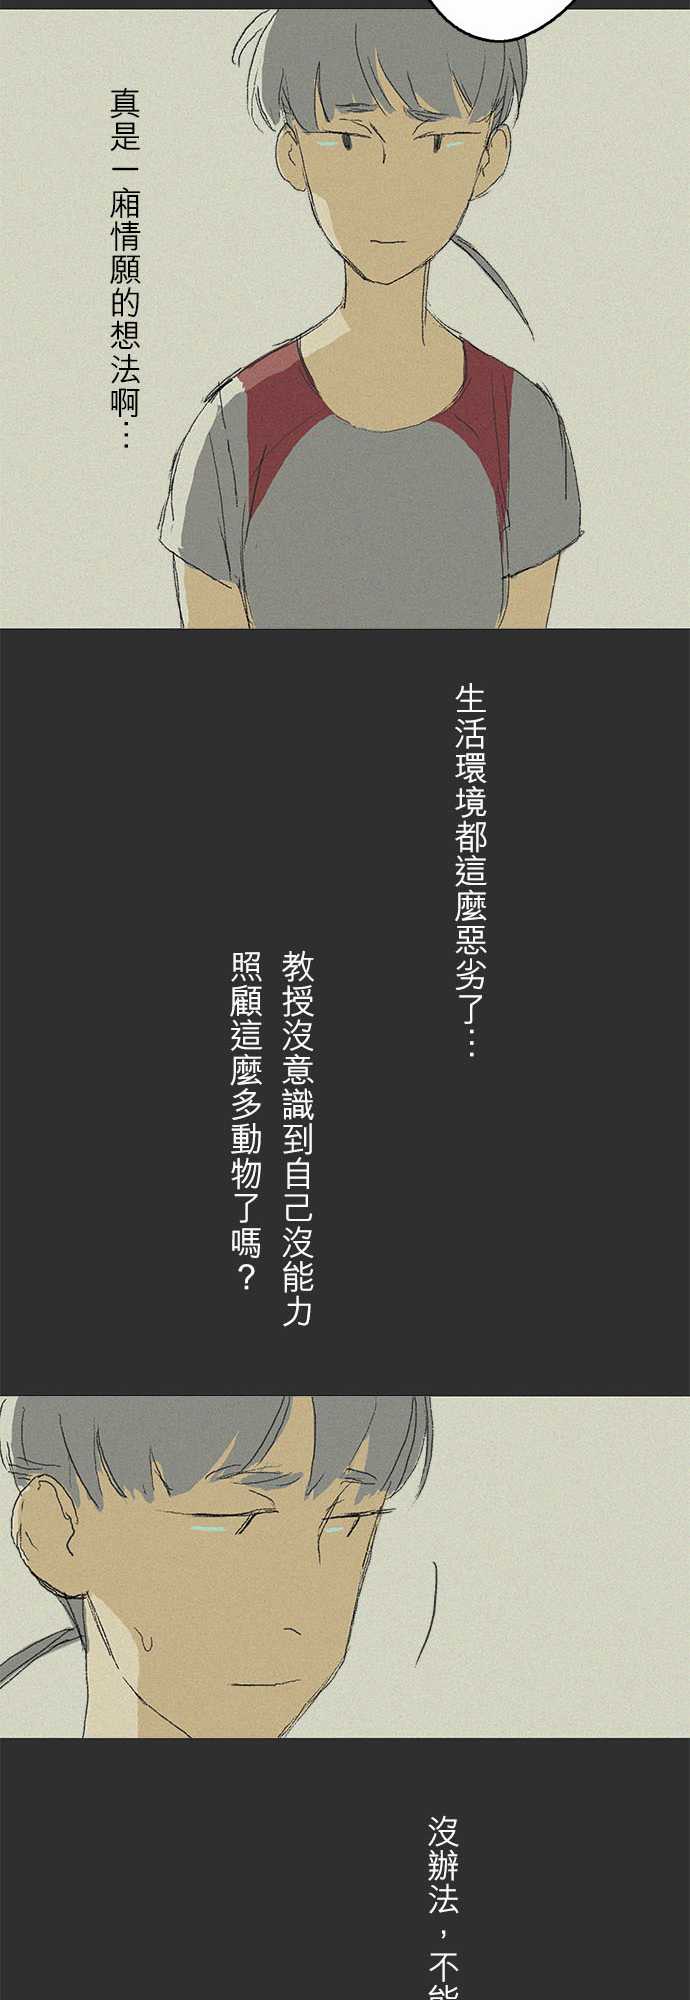 真是一廂情願的想法啊…
生活環境都這麼惡劣了…
教授沒意識到自己沒能力
照顧這麼多動物了嗎？
沒辦法，不能